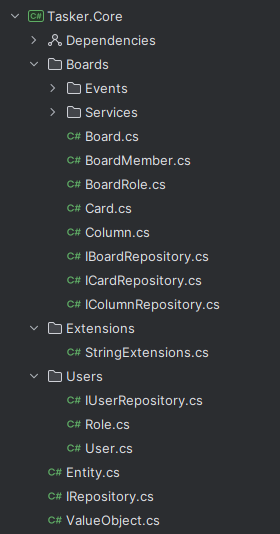 C# Tasker.Core
Dependencies
Boards
Events
Services
C# Board.cs
C# BoardMember.cs
C# BoardRole.cs
C# Card.cs
C# Column.cs
C# IBoardRepository.cs
C# ICardRepository.cs
C# IColumnRepository.cs
Extensions
C# StringExtensions.cs
Users
C# IUserRepository.cs
C# Role.cs
C# User.cs
C# Entity.cs
C# IRepository.cs
C# ValueObject.cs